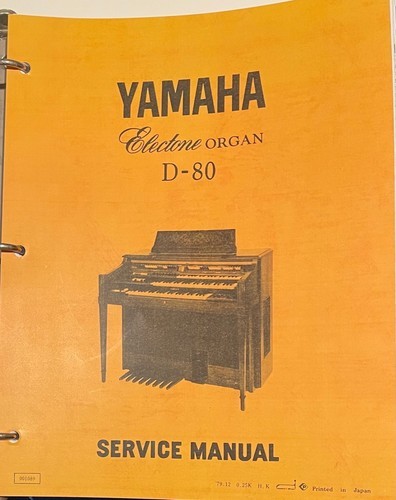 YAMAHA
Electone ORGAN
D-80
SERVICE MANUAL
Printed in Japan